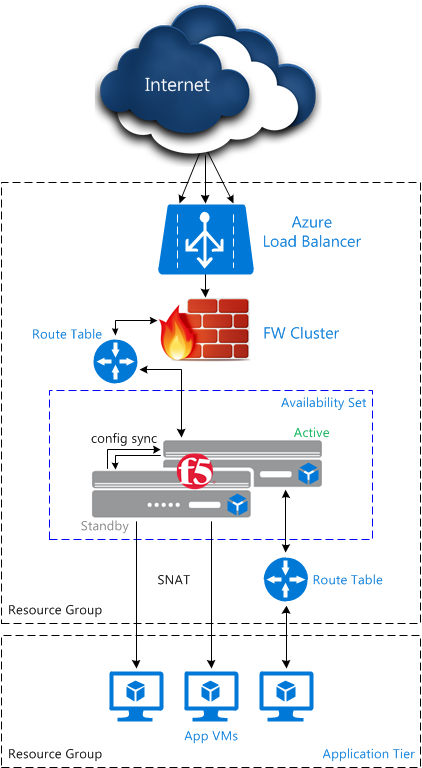 Internet
Azure
Load Balancer
FW Cluster
Route Table
Availability Set
Active
config sync
f5
Standby
SNAT
Route Table
Resource Group
App VMs
Resource Group
Application Tier